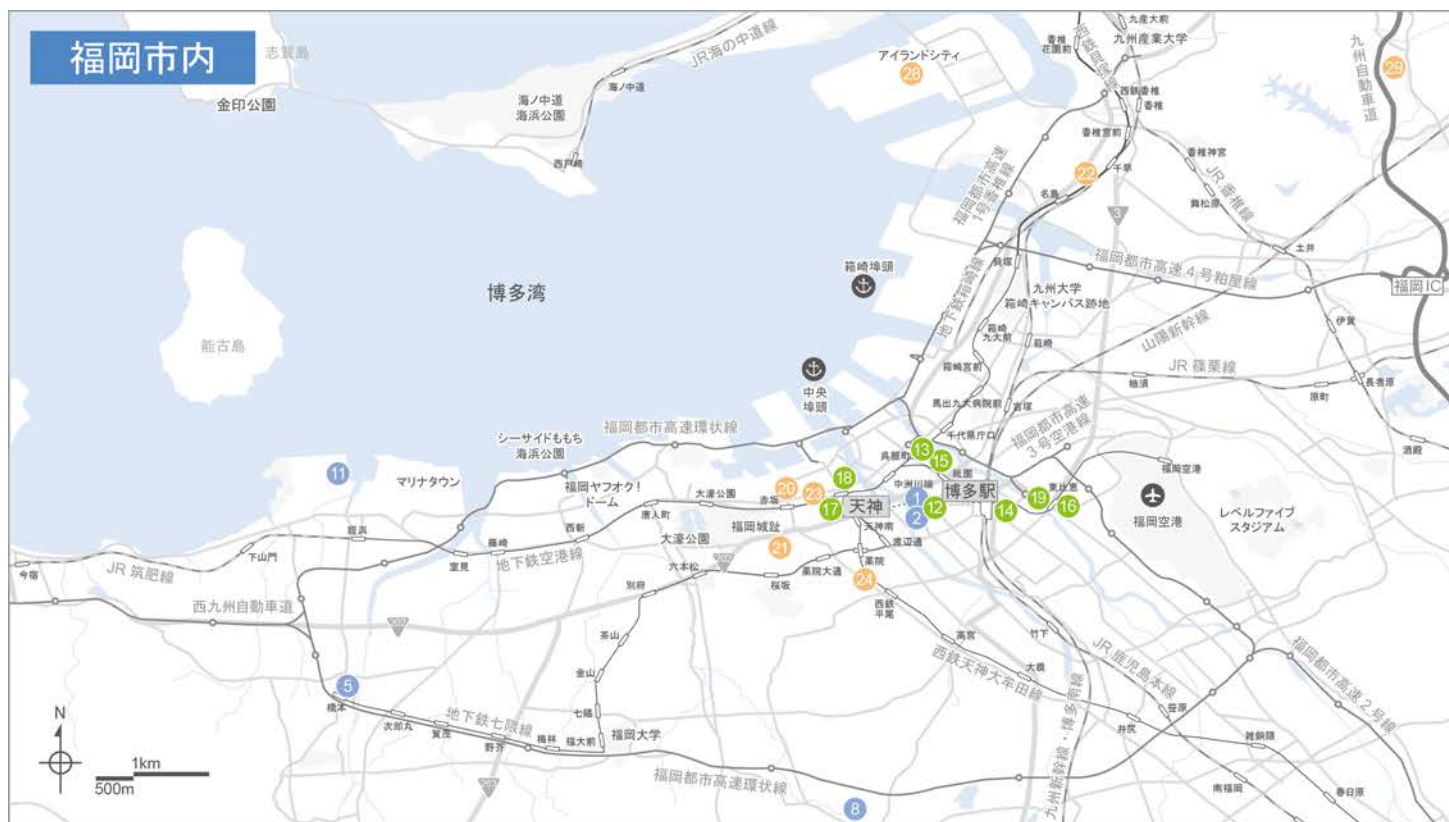 福岡市内
志賀島
金印公園
海ノ中道
海浜公園
JR海の中道線
海ノ中道
西戸崎
アイランドシティ
28
九産大前
九州産業大学
香椎
花園前
西鉄香椎
香椎
香椎宮前
千早
22
名島
香椎神宮
JR香椎線
舞松原
土井
九州自動車道
29
福岡都市高速
1号香椎線
3
福岡都市高速4号粕屋線
福岡IC
貝塚
地下鉄箱崎線
九州大学
箱崎キャンパス跡地
箱崎埠頭
博多湾
能古島
中央
埠頭
箱崎
九大前
箱崎
箱崎宮前
山陽新幹線
JR篠栗線
伊賀
柚須
原町
長者原
酒殿
馬出九大病院前
吉塚
千代県庁口
福岡都市高速
3号空港線
福岡都市高速環状線
シーサイドももち
海浜公園
11
マリナタウン
福岡ヤフオク!
ドーム
唐人町
大濠公園
赤坂
20
23
18
17
天神
呉服町
13
15
祇園
中洲川端
1
2
12
博多駅
14
19
16
東比恵
福岡空港
福岡空港
レベルファイブ
スタジアム
姪浜
下山門
今宿
JR筑肥線
西九州自動車道
室見
藤崎
西新
地下鉄空港線
大濠公園
福岡城趾
21
202
天神南
渡辺通
薬院
薬院大通
桜坂
六本松
別府
24
西鉄
平尾
茶山
金山
七隈
福大前
福岡大学
梅林
野芥
賀茂
次郎丸
橋本
5
地下鉄七隈線
福岡都市高速環状線
8
高宮
西鉄天神大牟田線
大橋
竹下
JR鹿児島本線
笹原
井尻
雑餉隈
南福岡
春日原
九州新幹線・博多南線
福岡都市高速2号線
N
1km
500m